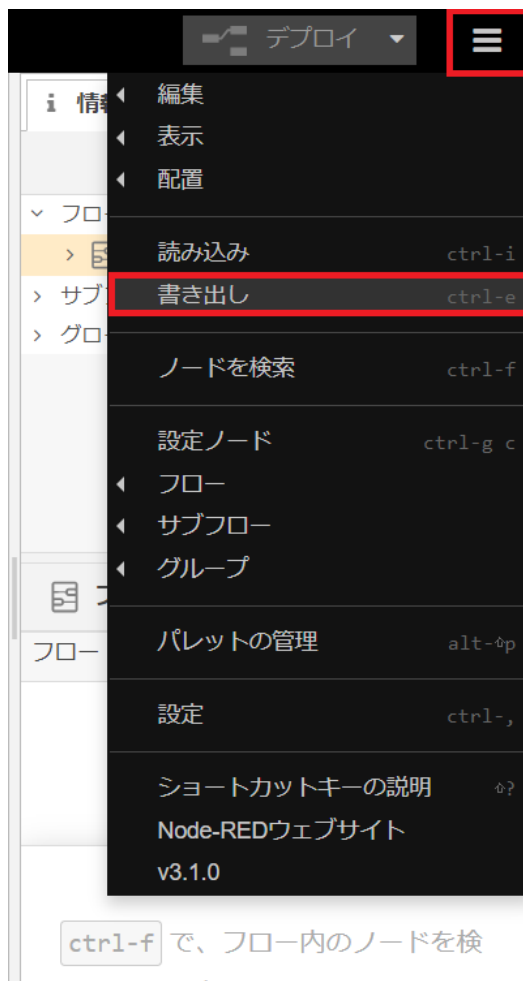 デプロイ
i 情報
編集
表示
配置
フロー
読み込み ctrl-i
書き出し ctrl-e
サブ
グロー
ノードを検索 ctrl-f
設定ノード ctrl-g c
フロー
サブフロー
グループ
フ
パレットの管理 alt-⇧p
フロー
設定 ctrl-,
ショートカットキーの説明 ⇧?
Node-REDウェブサイト
v3.1.0
ctrl-f で、フロー内のノードを検